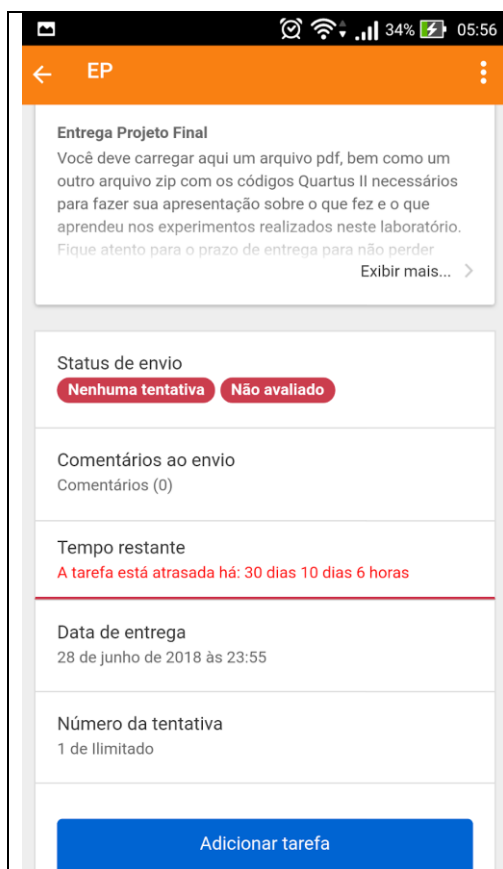 34% 05:56
EP
Entrega Projeto Final
Você deve carregar aqui um arquivo pdf, bem como um
outro arquivo zip com os códigos Quartus II necessários
para fazer sua apresentação sobre o que fez e o que
aprendeu nos experimentos realizados neste laboratório.
Fique atento para o prazo de entrega para não perder
Exibir mais...
Status de envio
Nenhuma tentativa Não avaliado
Comentários ao envio
Comentários (0)
Tempo restante
A tarefa está atrasada há: 30 dias 10 dias 6 horas
Data de entrega
28 de junho de 2018 às 23:55
Número da tentativa
1 de Ilimitado
Adicionar tarefa